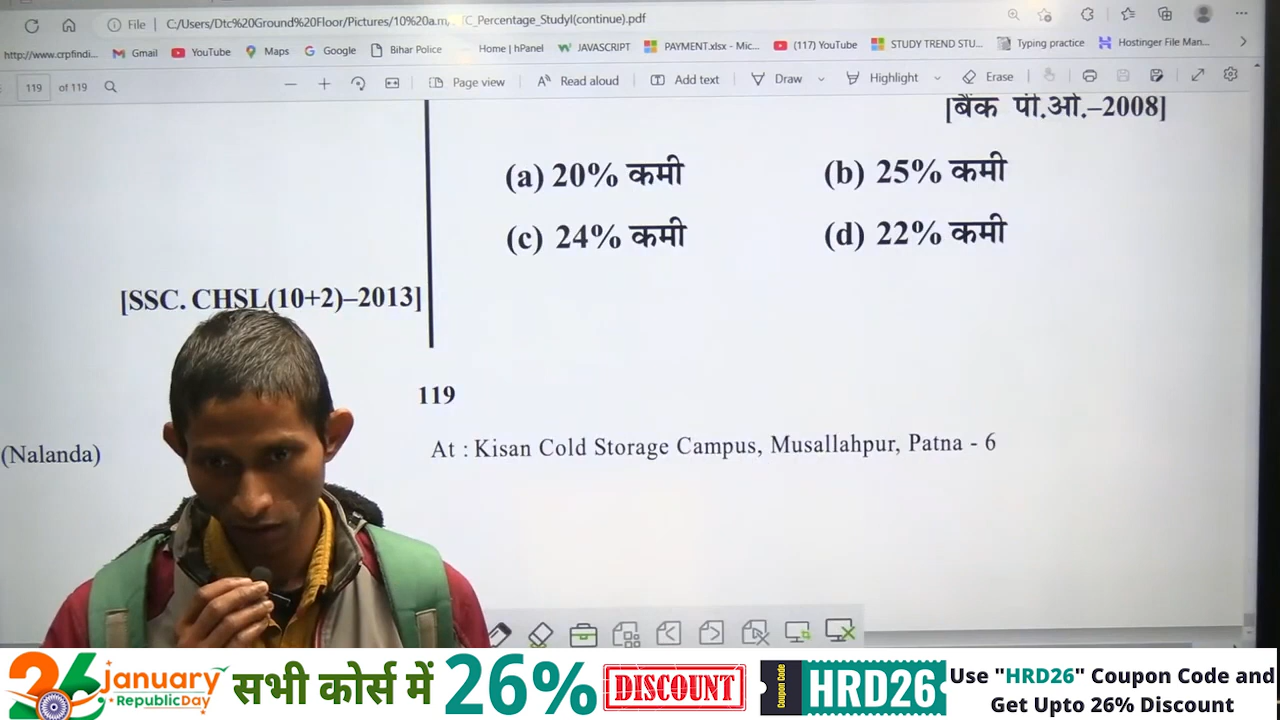 File C:/Users/Dtc%20Ground%20Floor/Pictures/10%20a.m, C_Percentage_Studyl(continue).pdf
http://www.crpfindi... Gmail YouTube Maps Google Bihar Police Home | hPanel JAVASCRIPT PAYMENT.xlsx - Mic... (117) YouTube STUDY TREND STU... Typing practice Hostinger File Man...
119 of 119 Page view Read aloud Add text Draw Highlight Erase
[बैंक पी.ओ.–2008]
(a) 20% कमी (b) 25% कमी
(c) 24% कमी (d) 22% कमी
[SSC. CHSL(10+2)–2013]
119
(Nalanda) At : Kisan Cold Storage Campus, Musallahpur, Patna - 6
26 january RepublicDay सभी कोर्स में 26% DISCOUNT Coupon Code HRD26 Use "HRD26" Coupon Code and
Get Upto 26% Discount